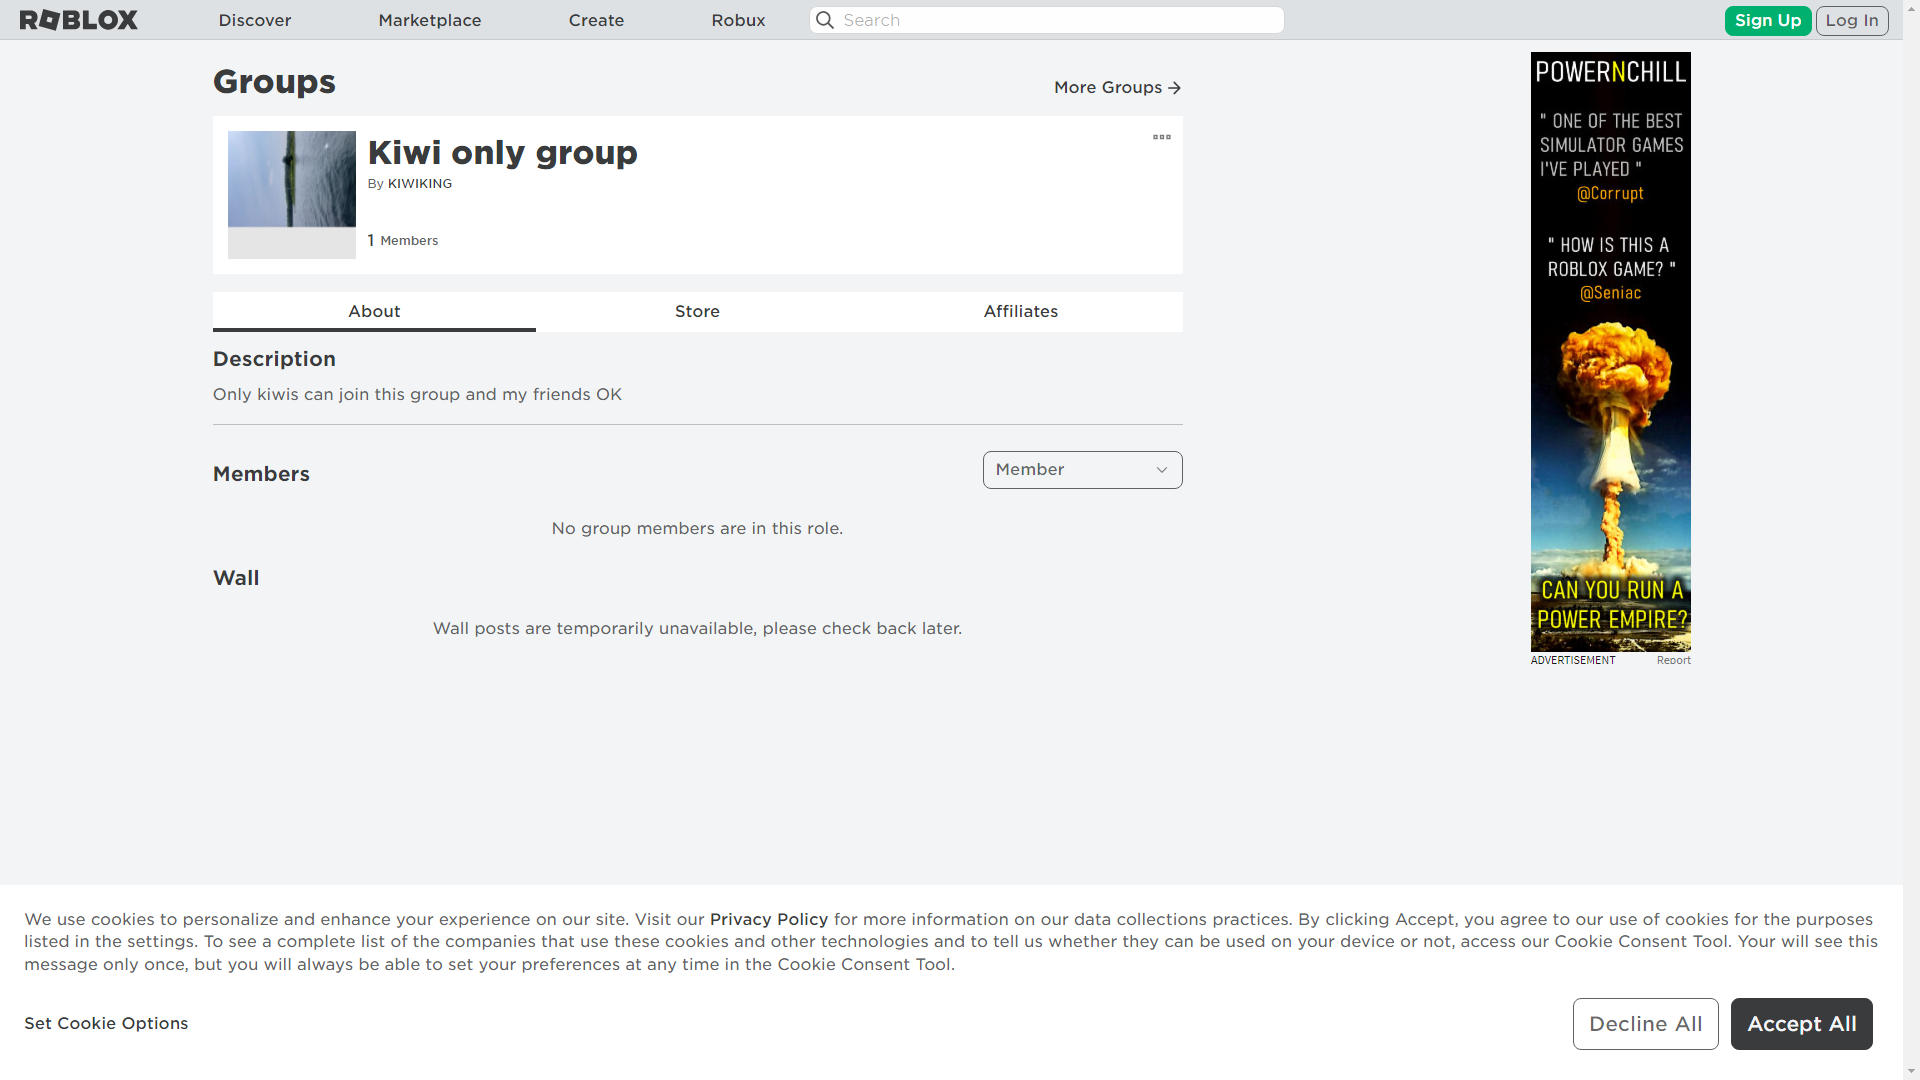 ROBLOX
Discover
Marketplace
Create
Robux
Search
Sign Up
Log In
Groups
More Groups
Kiwi only group
By KIWIKING
1 Members
About
Store
Affiliates
Description
Only kiwis can join this group and my friends OK
Members
Member
No group members are in this role.
Wall
Wall posts are temporarily unavailable, please check back later.
POWERNCHILL
" ONE OF THE BEST
SIMULATOR GAMES
I'VE PLAYED "
@Corrupt
" HOW IS THIS A
ROBLOX GAME? "
@Seniac
CAN YOU RUN A
POWER EMPIRE?
ADVERTISEMENT
Report
We use cookies to personalize and enhance your experience on our site. Visit our Privacy Policy for more information on our data collections practices. By clicking Accept, you agree to our use of cookies for the purposes
listed in the settings. To see a complete list of the companies that use these cookies and other technologies and to tell us whether they can be used on your device or not, access our Cookie Consent Tool. Your will see this
message only once, but you will always be able to set your preferences at any time in the Cookie Consent Tool.
Set Cookie Options
Decline All
Accept All